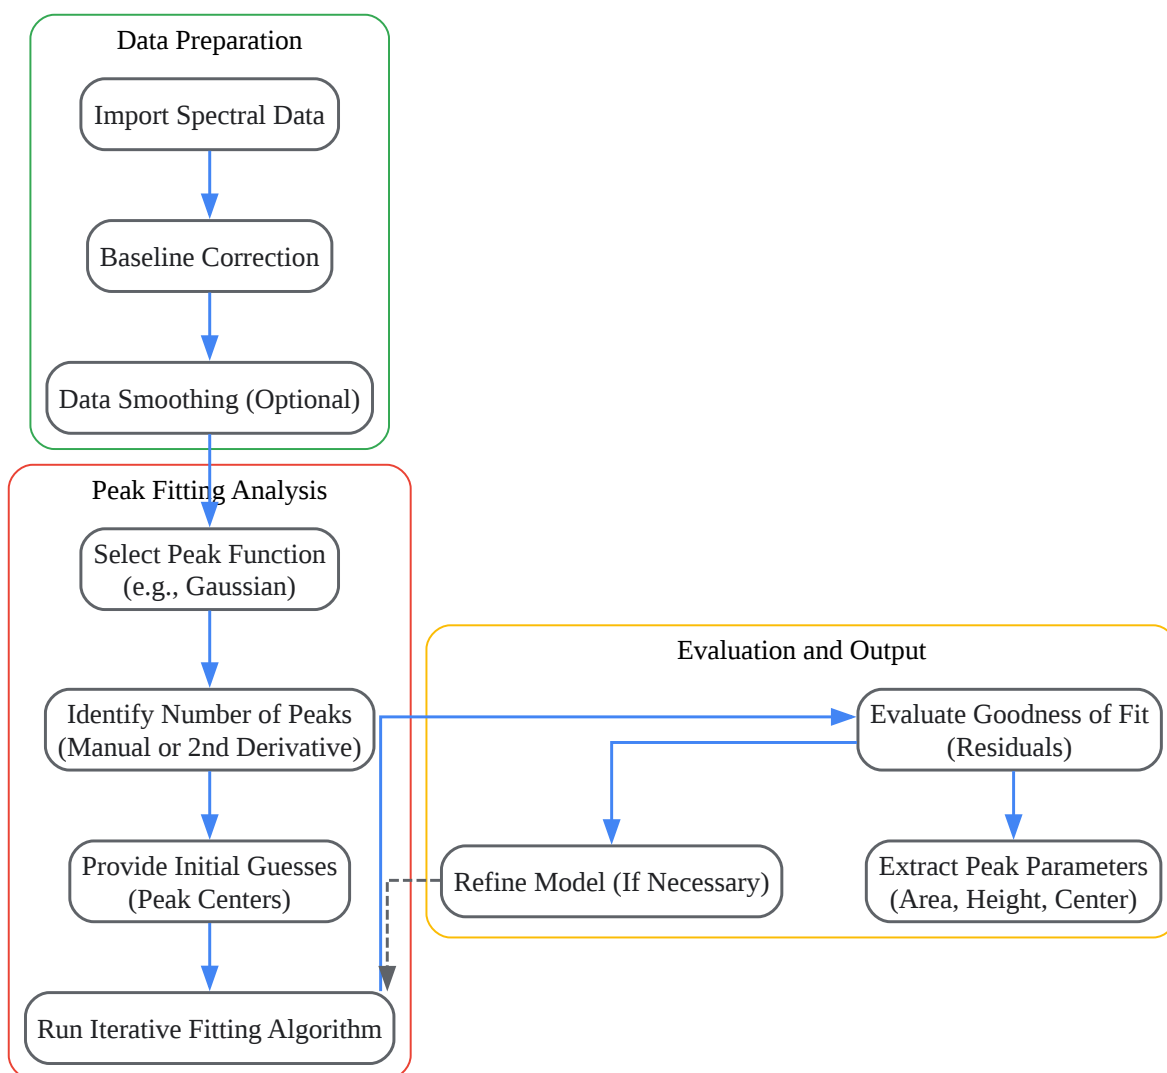 Data Preparation
Import Spectral Data
Baseline Correction
Data Smoothing (Optional)
Peak Fitting Analysis
Select Peak Function
(e.g., Gaussian)
Identify Number of Peaks
(Manual or 2nd Derivative)
Provide Initial Guesses
(Peak Centers)
Run Iterative Fitting Algorithm
Evaluation and Output
Evaluate Goodness of Fit
(Residuals)
Refine Model (If Necessary)
Extract Peak Parameters
(Area, Height, Center)